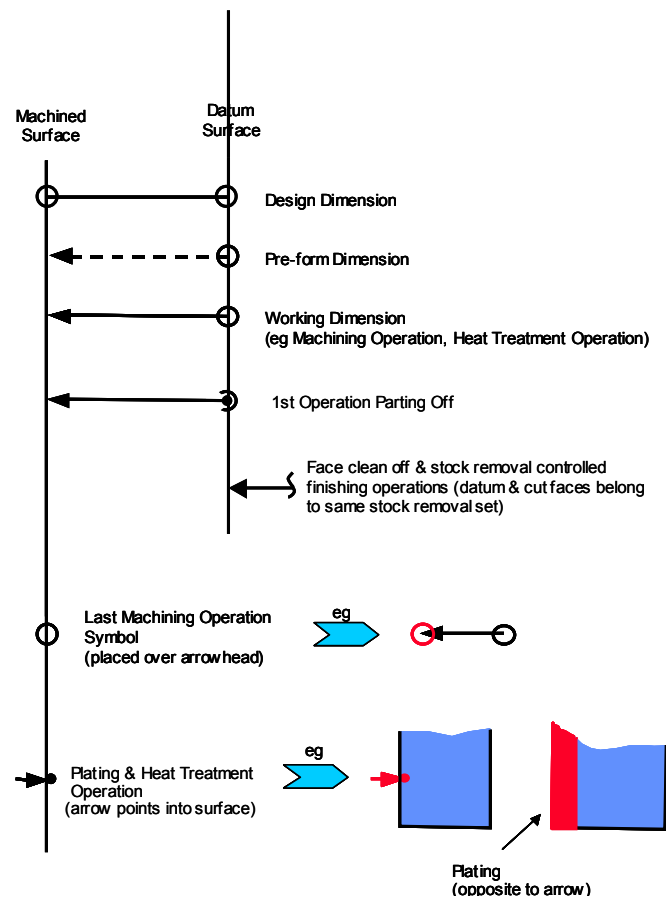 Machined
Surface
Datum
Surface
Design Dimension
Pre-form Dimension
Working Dimension
(eg Machining Operation, Heat Treatment Operation)
1st Operation Parting Off
Face clean off & stock removal controlled
finishing operations (datum & cut faces belong
to same stock removal set)
Last Machining Operation
Symbol
(placed over arrowhead)
eg
Plating & Heat Treatment
Operation
(arrow points into surface)
eg
Plating
(opposite to arrow)